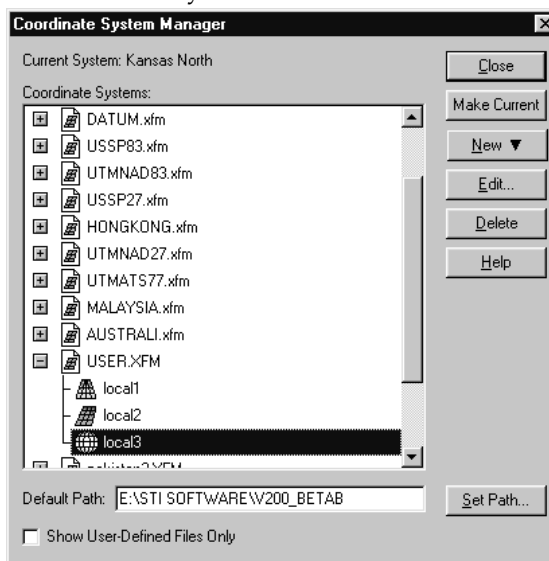 Coordinate System Manager
Current System: Kansas North
Coordinate Systems:
DATUM.xfm
USSP83.xfm
UTMNAD83.xfm
USSP27.xfm
HONGKONG.xfm
UTMNAD27.xfm
UTMATS77.xfm
MALAYSIA.xfm
AUSTRALI.xfm
USER.XFM
local1
local2
local3
Close
Make Current
New ▼
Edit...
Delete
Help
Default Path: E:\STI SOFTWARE\V200_BETAB
Set Path...
Show User-Defined Files Only